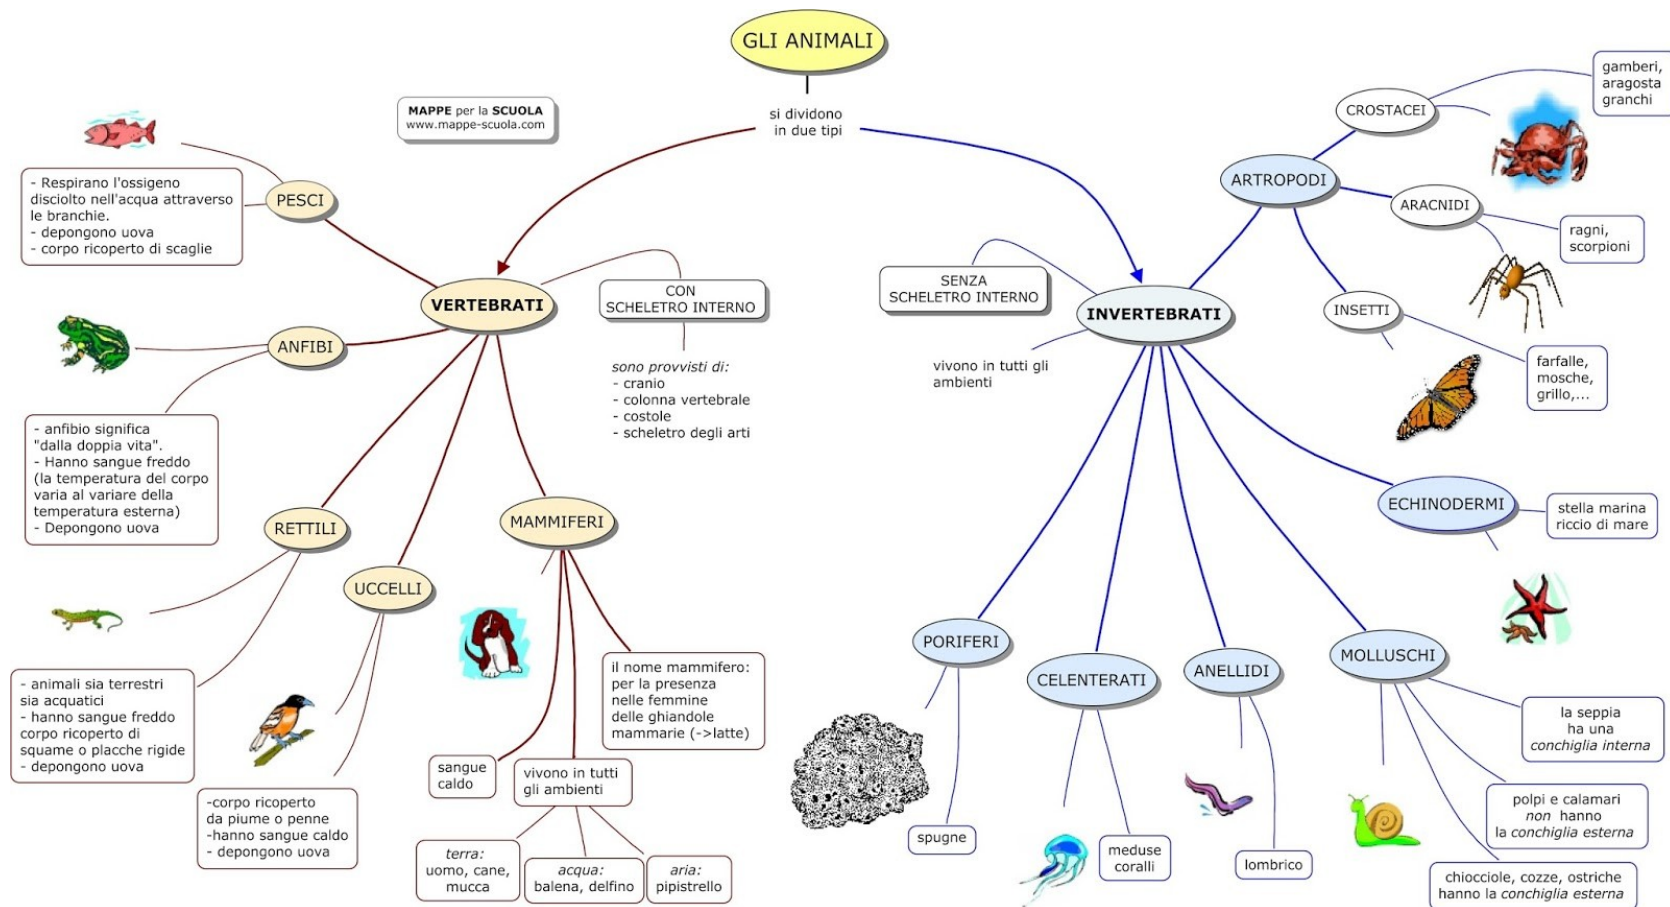 GLI ANIMALI
MAPPE per la SCUOLA
www.mappe-scuola.com
si dividono
in due tipi
VERTEBRATI
CON
SCHELETRO INTERNO
sono provvisti di:
- cranio
- colonna vertebrale
- costole
- scheletro degli arti
PESCI
- Respirano l'ossigeno
disciolto nell'acqua attraverso
le branchie.
- depongono uova
- corpo ricoperto di scaglie
ANFIBI
- anfibio significa
"dalla doppia vita".
- Hanno sangue freddo
(la temperatura del corpo
varia al variare della
temperatura esterna)
- Depongono uova
RETTILI
- animali sia terrestri
sia acquatici
- hanno sangue freddo
corpo ricoperto di
squame o placche rigide
- depongono uova
UCCELLI
-corpo ricoperto
da piume o penne
-hanno sangue caldo
- depongono uova
MAMMIFERI
il nome mammifero:
per la presenza
nelle femmine
delle ghiandole
mammarie (->latte)
sangue
caldo
vivono in tutti
gli ambienti
terra:
uomo, cane,
mucca
acqua:
balena, delfino
aria:
pipistrello
INVERTEBRATI
SENZA
SCHELETRO INTERNO
vivono in tutti gli
ambienti
ARTROPODI
CROSTACEI
gamberi,
aragosta
granchi
ARACNIDI
ragni,
scorpioni
INSETTI
farfalle,
mosche,
grillo,...
ECHINODERMI
stella marina
riccio di mare
PORIFERI
spugne
CELENTERATI
meduse
coralli
ANELLIDI
lombrico
MOLLUSCHI
la seppia
ha una
conchiglia interna
polpi e calamari
non hanno
la conchiglia esterna
chiocciole, cozze, ostriche
hanno la conchiglia esterna